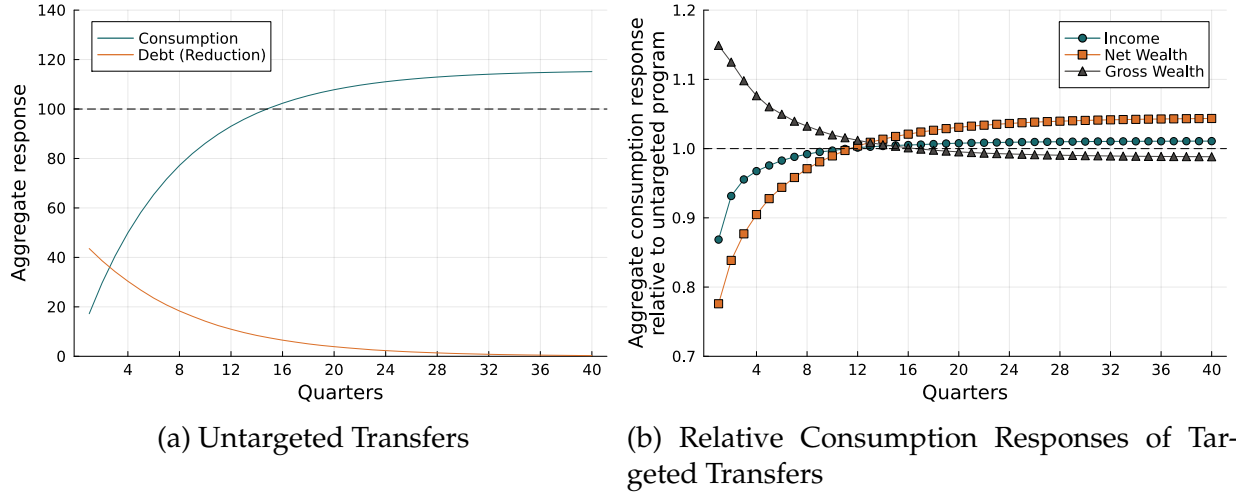 140
120
100
80
60
40
20
0
Aggregate response
Consumption
Debt (Reduction)
4
8
12
16
20
24
28
32
36
40
Quarters
(a) Untargeted Transfers
1.2
1.1
1.0
0.9
0.8
0.7
Aggregate consumption response
relative to untargeted program
Income
Net Wealth
Gross Wealth
4
8
12
16
20
24
28
32
36
40
Quarters
(b) Relative Consumption Responses of Tar-
geted Transfers